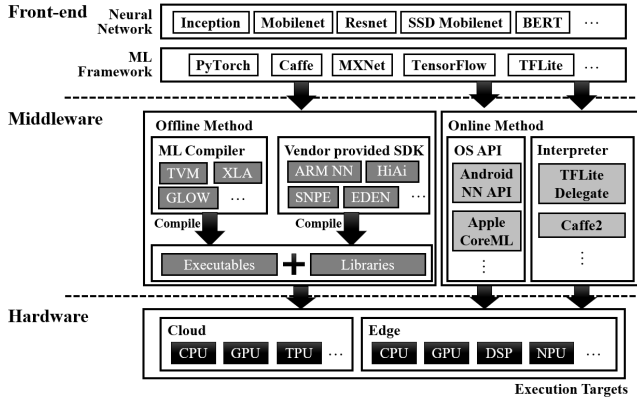 Front-end
Neural Network
Inception Mobilenet Resnet SSD Mobilenet BERT ...
ML Framework
PyTorch Caffe MXNet TensorFlow TFLite ...
Middleware
Offline Method
ML Compiler
TVM XLA
GLOW ...
Vendor provided SDK
ARM NN HiAi
SNPE EDEN ...
Compile Compile
Executables + Libraries
Online Method
OS API
Android NN API
Apple CoreML
⋮
Interpreter
TFLite Delegate
Caffe2
⋮
Hardware
Cloud
CPU GPU TPU ...
Edge
CPU GPU DSP NPU ...
Execution Targets